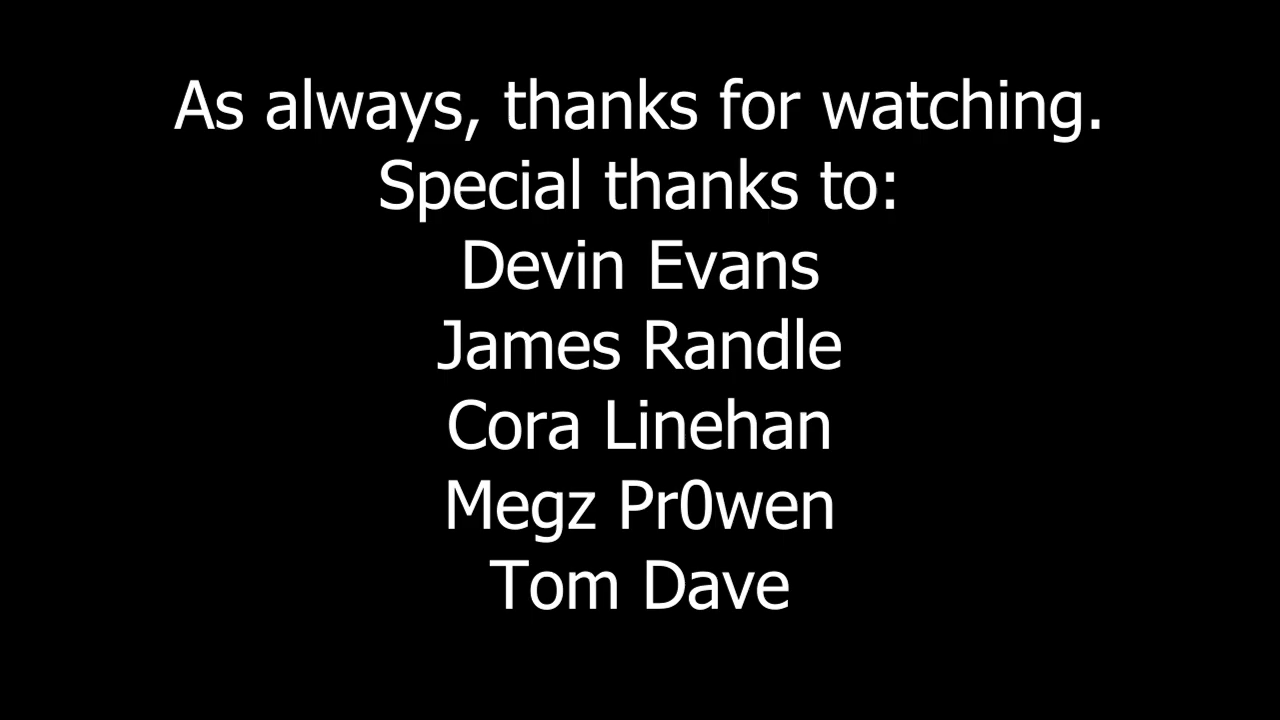 As always, thanks for watching.
Special thanks to:
Devin Evans
James Randle
Cora Linehan
Megz Pr0wen
Tom Dave